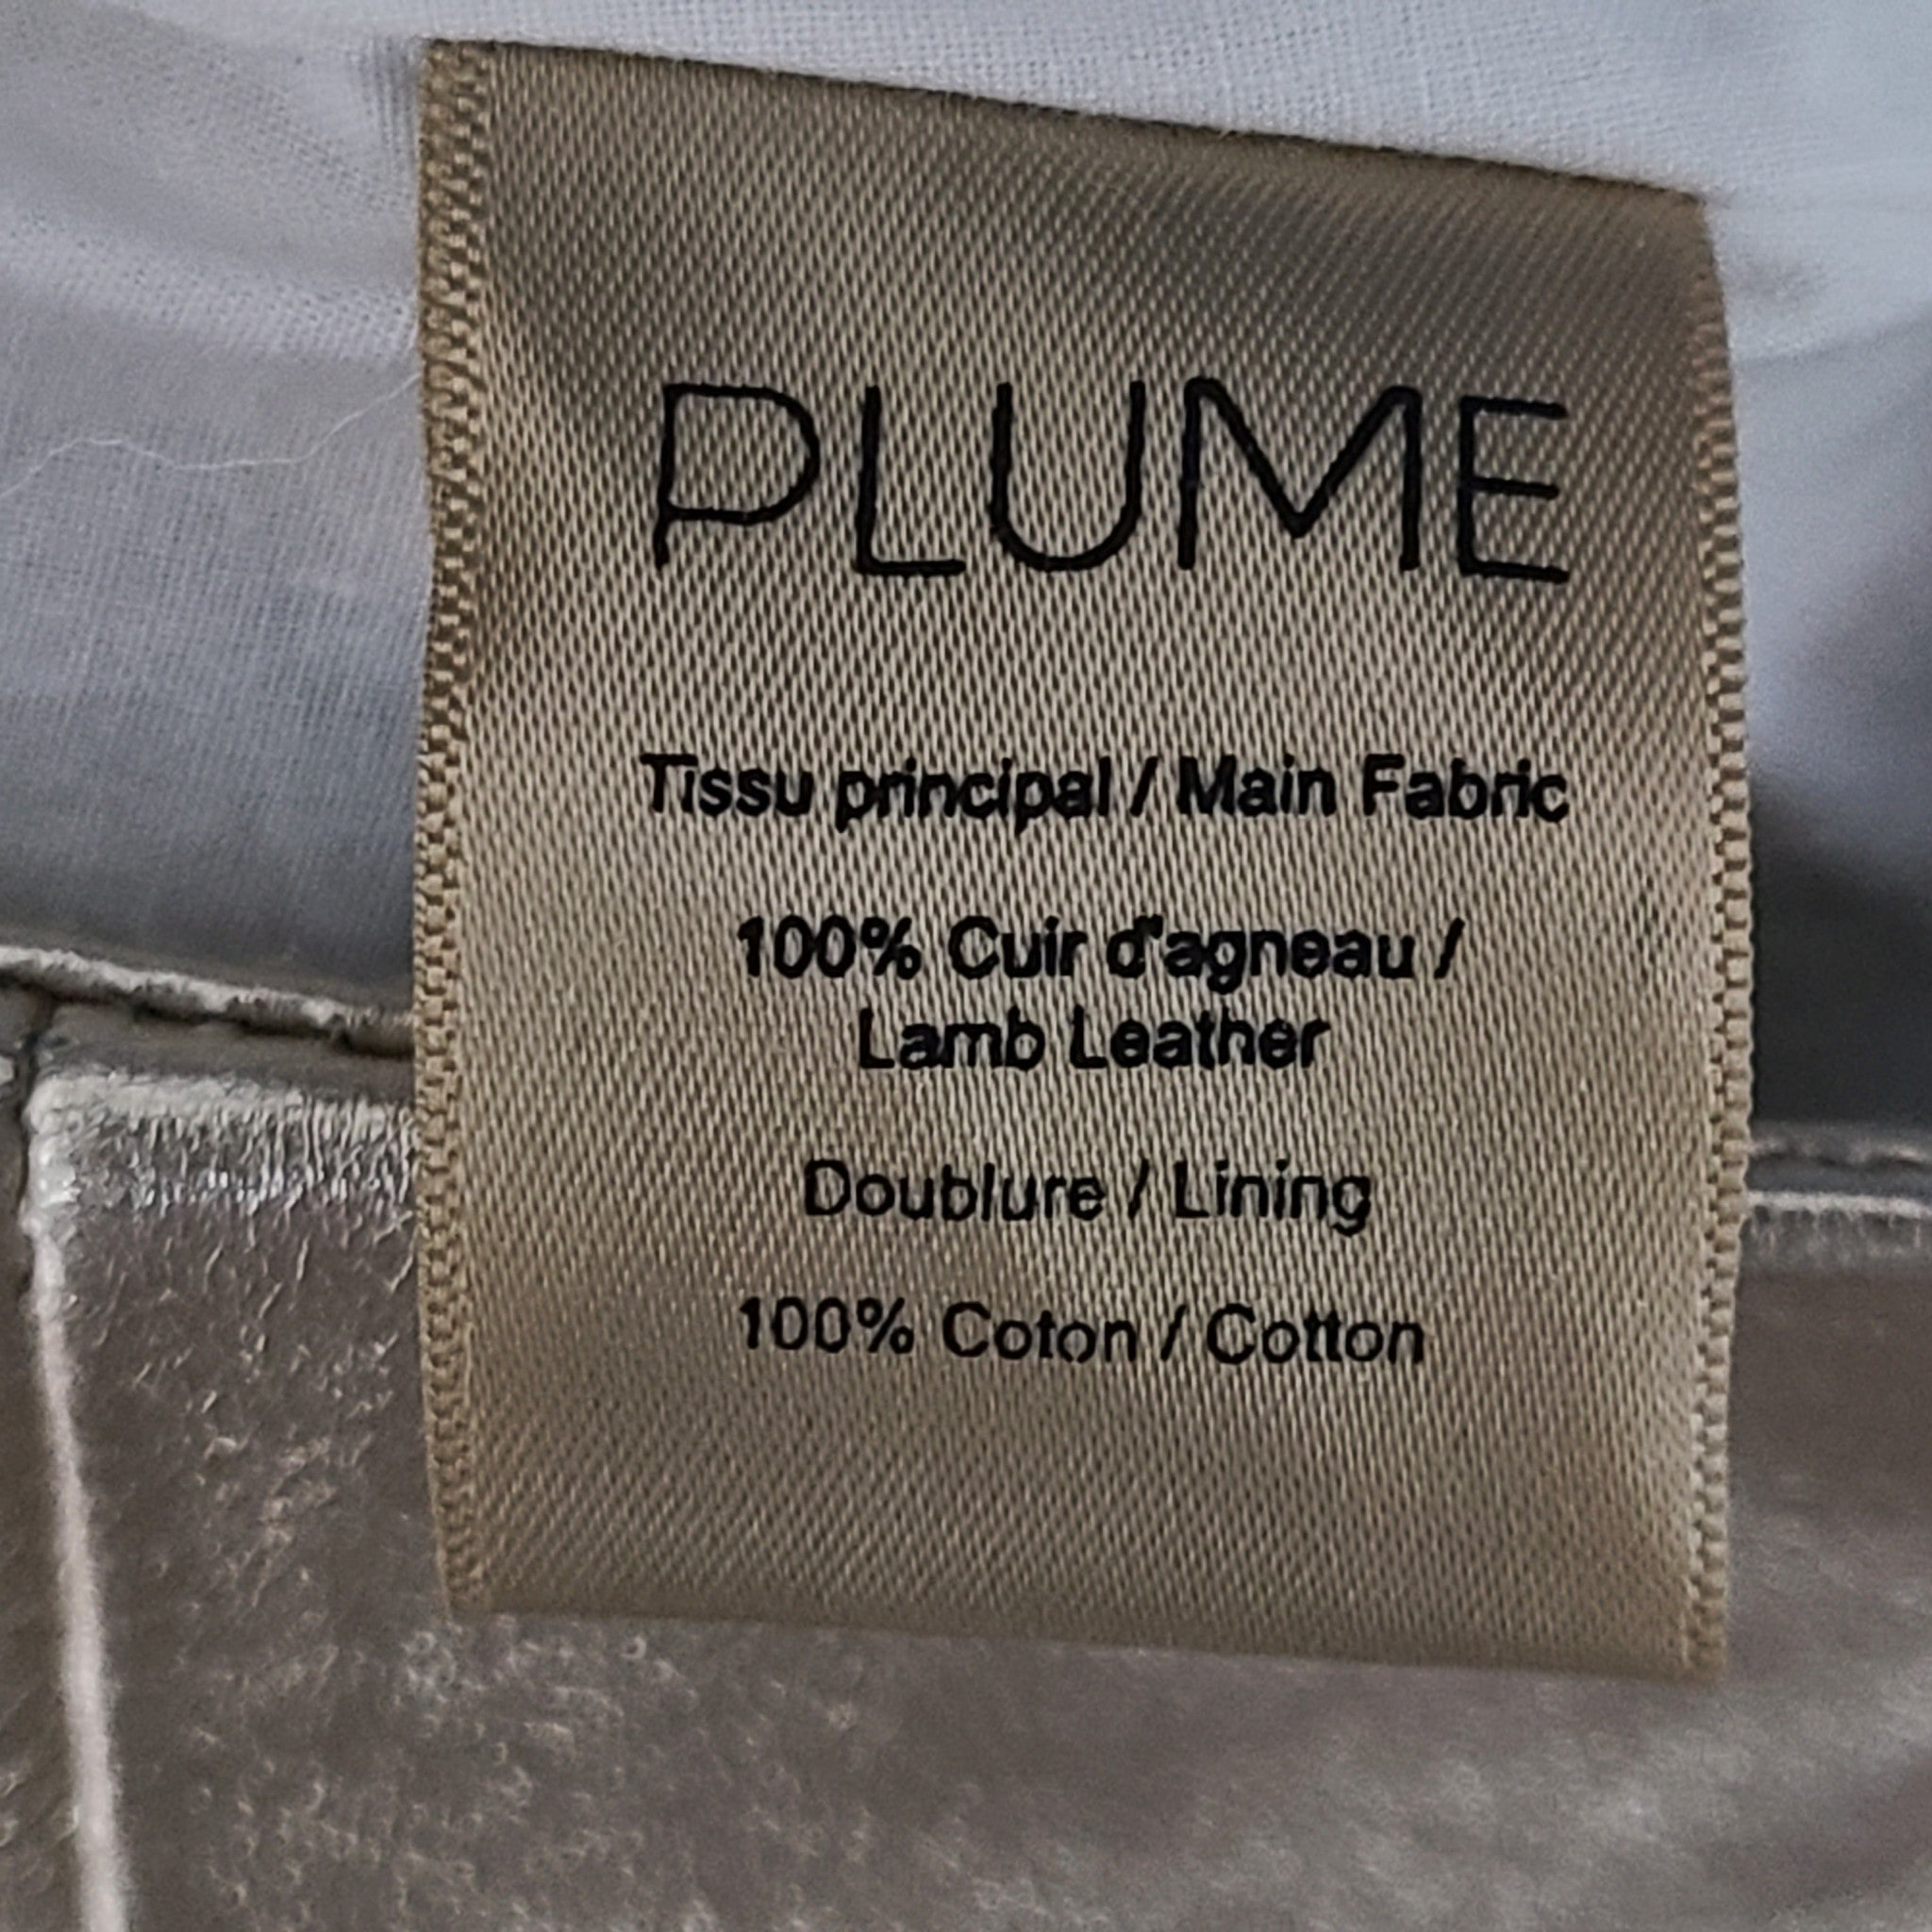 PLUME
Tissu principal / Main Fabric
100% Cuir d'agneau /
Lamb Leather
Doublure / Lining
100% Coton / Cotton